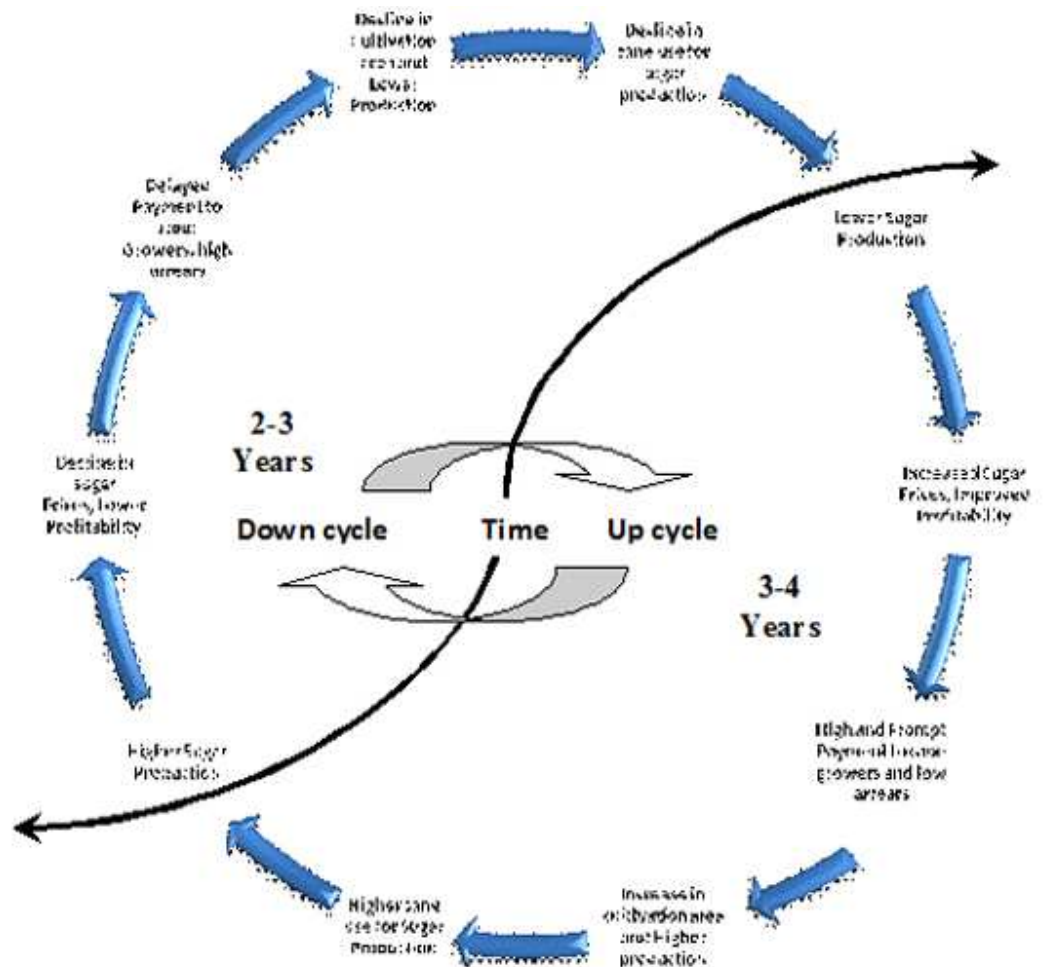 Decline in
Cultivation
area and
Lower
Production
Decline in
cane use for
sugar
production
Lower Sugar
Production
Increased Sugar
Prices, Improved
Profitability
High and Prompt
Payment to cane
growers and low
arrears
Increase in
cultivation area
and Higher
production
Higher cane
use for Sugar
Production
Higher Sugar
Production
Decline in
sugar
Prices, Lower
Profitability
Delayed
Payment to
cane
Growers, high
arrears
2-3
Years
Down cycle
Time
Up cycle
3-4
Years